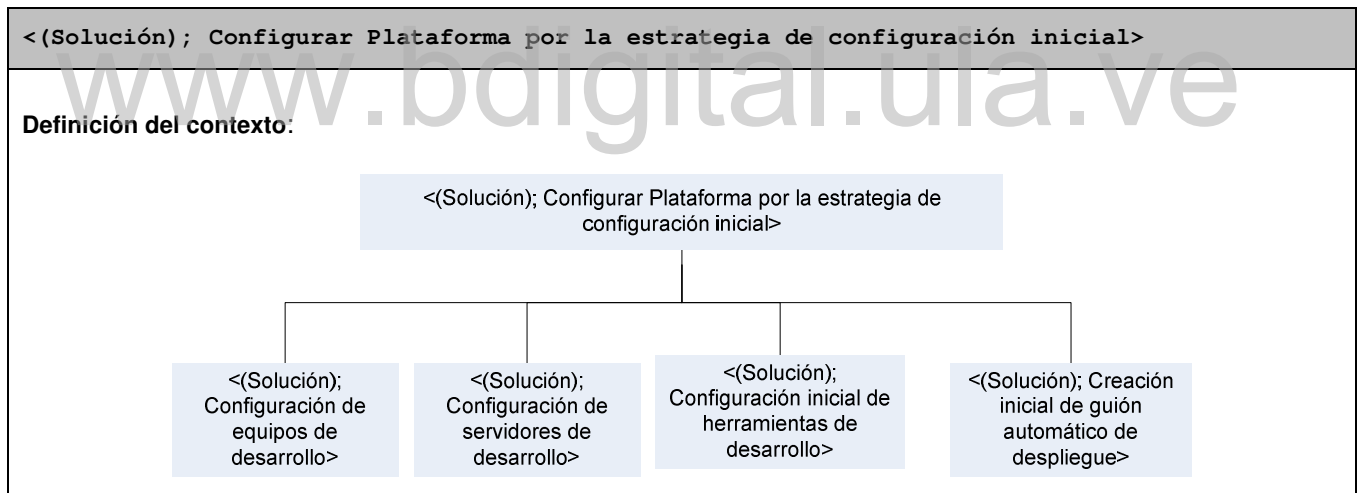 <(Solución); Configurar Plataforma por la estrategia de configuración inicial>
www.bdigital.ula.ve
Definición del contexto:
<(Solución); Configurar Plataforma por la estrategia de
configuración inicial>
<(Solución);
Configuración de
equipos de
desarrollo>
<(Solución);
Configuración de
servidores de
desarrollo>
<(Solución);
Configuración inicial de
herramientas de
desarrollo>
<(Solución); Creación
inicial de guión
automático de
despliegue>